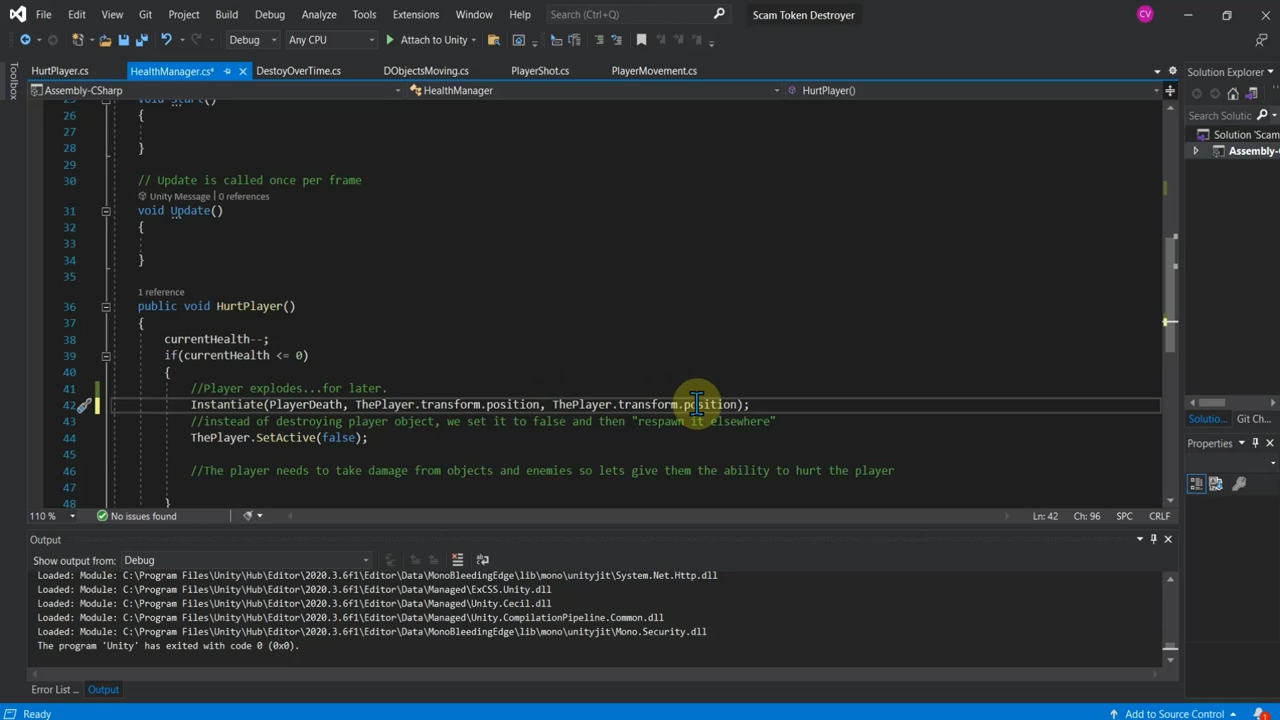 File Edit View Git Project Build Debug Analyze Tools Extensions Window Help Search (Ctrl+Q) Scam Token Destroyer CV
Debug Any CPU Attach to Unity
Toolbox
HurtPlayer.cs HealthManager.cs* DestoyOverTime.cs DObjectsMoving.cs PlayerShot.cs PlayerMovement.cs
Assembly-CSharp HealthManager HurtPlayer()
25 void Start()
26 {
27
28 }
29
30 // Update is called once per frame
Unity Message | 0 references
31 void Update()
32 {
33
34 }
35
1 reference
36 public void HurtPlayer()
37 {
38 currentHealth--;
39 if(currentHealth <= 0)
40 {
41 //Player explodes...for later.
42 Instantiate(PlayerDeath, ThePlayer.transform.position, ThePlayer.transform.position);
43 //instead of destroying player object, we set it to false and then "respawn it elsewhere"
44 ThePlayer.SetActive(false);
45
46 //The player needs to take damage from objects and enemies so lets give them the ability to hurt the player
47
48 }
110 % No issues found Ln: 42 Ch: 96 SPC CRLF
Output
Show output from: Debug
Loaded: Module: C:\Program Files\Unity\Hub\Editor\2020.3.6f1\Editor\Data\MonoBleedingEdge\lib\mono\unityjit\System.Net.Http.dll
Loaded: Module: C:\Program Files\Unity\Hub\Editor\2020.3.6f1\Editor\Data\Managed\ExCSS.Unity.dll
Loaded: Module: C:\Program Files\Unity\Hub\Editor\2020.3.6f1\Editor\Data\Managed\Unity.Cecil.dll
Loaded: Module: C:\Program Files\Unity\Hub\Editor\2020.3.6f1\Editor\Data\Managed\Unity.CompilationPipeline.Common.dll
Loaded: Module: C:\Program Files\Unity\Hub\Editor\2020.3.6f1\Editor\Data\MonoBleedingEdge\lib\mono\unityjit\Mono.Security.dll
The program 'Unity' has exited with code 0 (0x0).
Error List ... Output
Ready Add to Source Control 1
Solution Explorer
Search Solutic
Solution 'Scam
Assembly-C
Solutio... Git Ch...
Properties